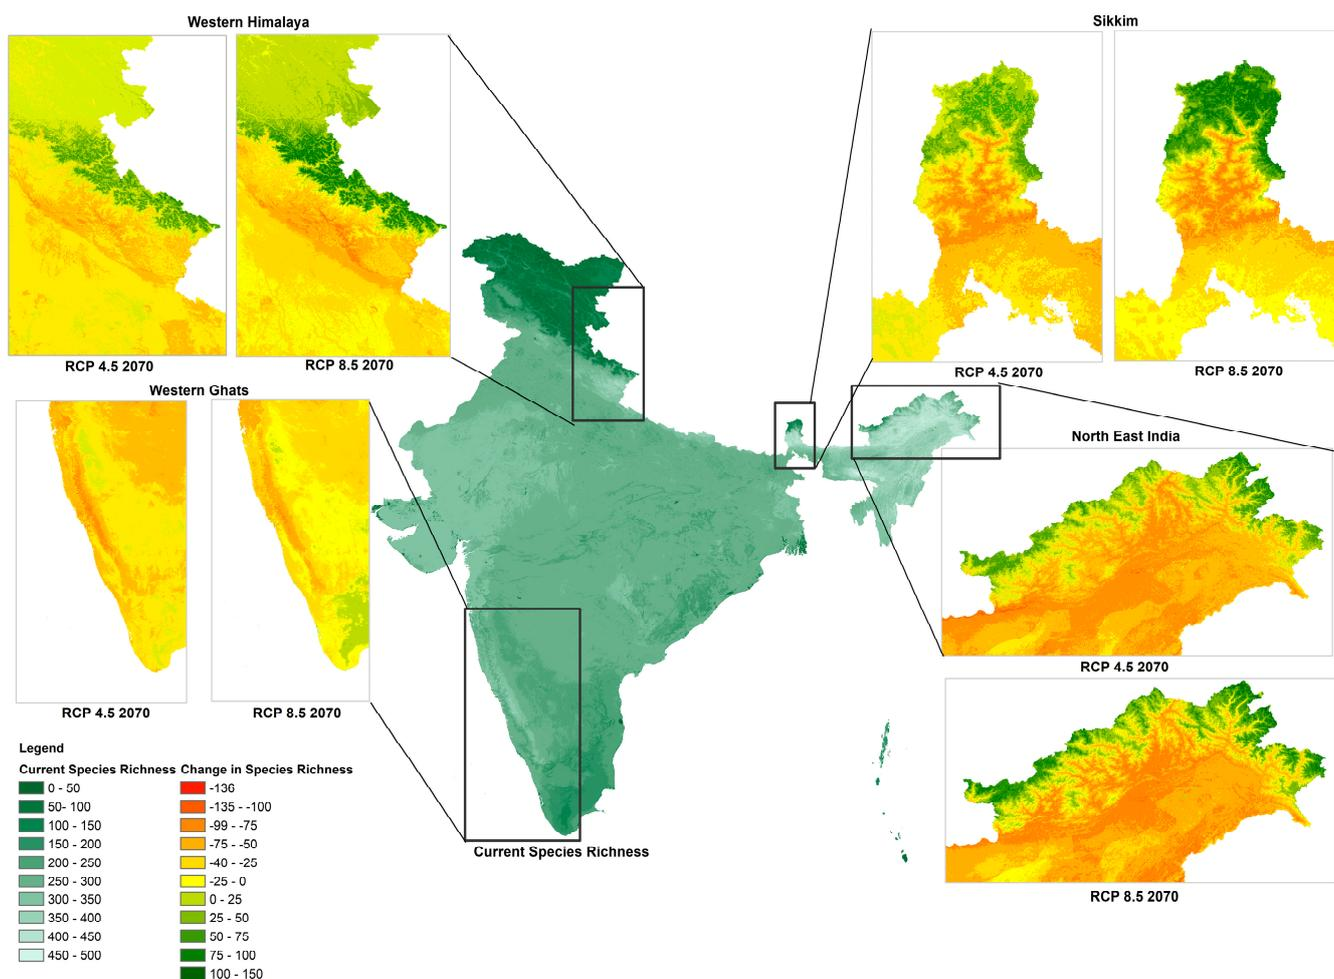 Western Himalaya
Sikkim
RCP 4.5 2070
RCP 8.5 2070
RCP 4.5 2070
RCP 8.5 2070
Western Ghats
North East India
RCP 4.5 2070
RCP 4.5 2070
RCP 8.5 2070
RCP 8.5 2070
Current Species Richness
Legend
Current Species Richness Change in Species Richness
0 - 50 -136
50- 100 -135 - -100
100 - 150 -99 - -75
150 - 200 -75 - -50
200 - 250 -40 - -25
250 - 300 -25 - 0
300 - 350 0 - 25
350 - 400 25 - 50
400 - 450 50 - 75
450 - 500 75 - 100
100 - 150